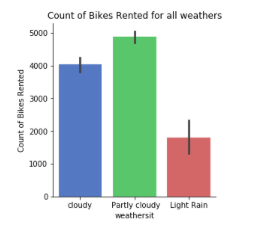 Count of Bikes Rented for all weathers
5000
4000
3000
2000
1000
0
Count of Bikes Rented
cloudy Partly cloudy Light Rain
weathersit